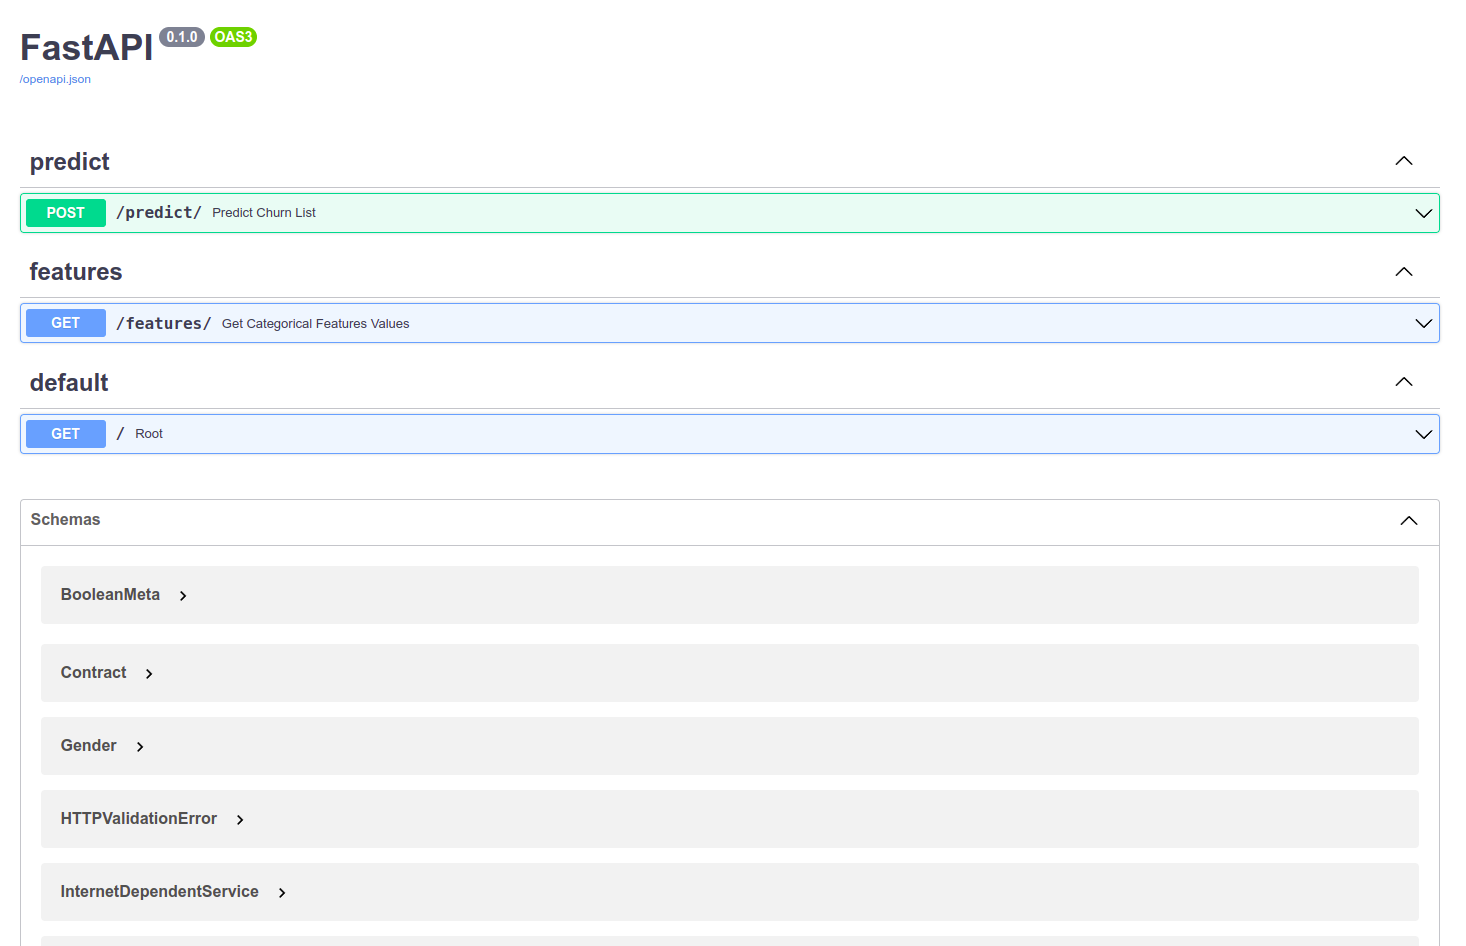 FastAPI 0.1.0 OAS3
/openapi.json
predict
POST /predict/ Predict Churn List
features
GET /features/ Get Categorical Features Values
default
GET / Root
Schemas
BooleanMeta
Contract
Gender
HTTPValidationError
InternetDependentService